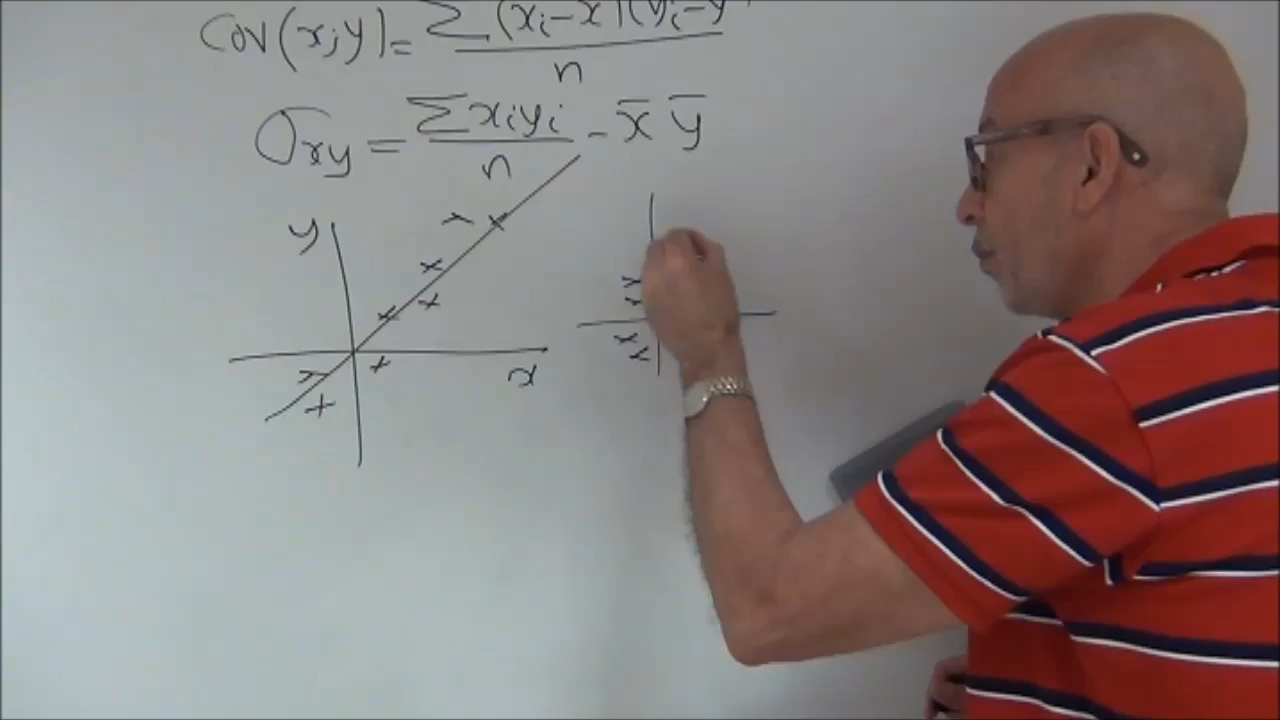 Cov(x,y) = Σ(xᵢ-x)(yᵢ-y
n
σxy = Σxᵢyᵢ / n - x̄ ȳ
y
x